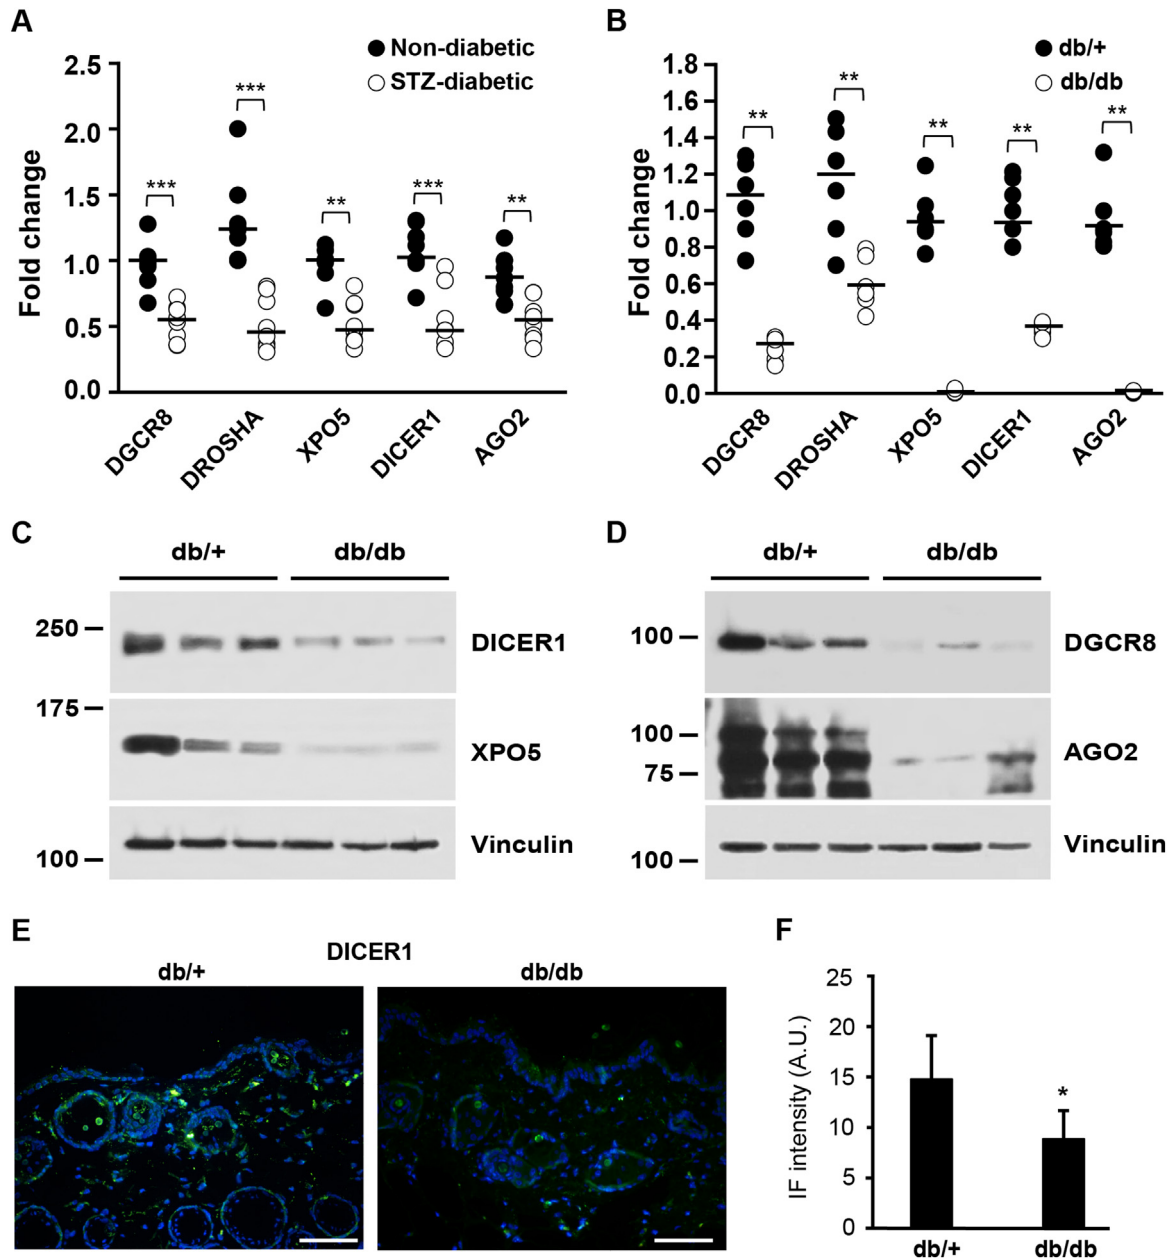 A
Non-diabetic
STZ-diabetic
Fold change
2.5
2.0
1.5
1.0
0.5
0.0
***
***
**
***
**
DGCR8
DROSHA
XPO5
DICER1
AGO2
B
db/+
db/db
Fold change
1.8
1.6
1.4
1.2
1.0
0.8
0.6
0.4
0.2
0.0
**
**
**
**
**
DGCR8
DROSHA
XPO5
DICER1
AGO2
C
db/+ db/db
250
DICER1
175
XPO5
100
Vinculin
D
db/+ db/db
100
DGCR8
100
75
AGO2
100
Vinculin
E
DICER1
db/+ db/db
F
IF intensity (A.U.)
25
20
15
10
5
0
*
db/+ db/db